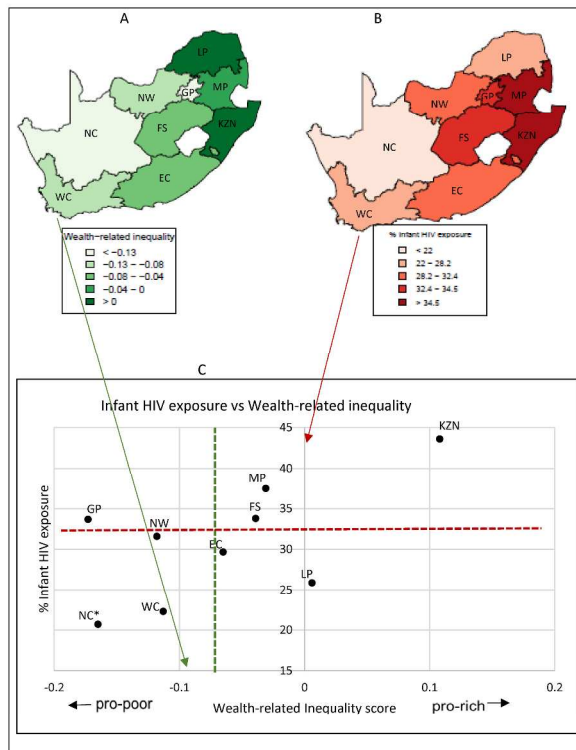 A
B
LP
NW
GP
MP
NC
FS
KZN
WC
EC
LP
NW
GP
MP
NC
FS
KZN
WC
EC
Wealth-related inequality
< −0.13
−0.13 − −0.08
−0.08 − −0.04
−0.04 − 0
> 0
% Infant HIV exposure
< 22
22 − 28.2
28.2 − 32.4
32.4 − 34.5
> 34.5
C
Infant HIV exposure vs Wealth-related inequality
% Infant HIV exposure
45
40
35
30
25
20
15
KZN
MP
GP
FS
NW
EC
LP
WC
NC*
-0.2
-0.1
0
0.1
0.2
pro-poor
Wealth-related Inequality score
pro-rich